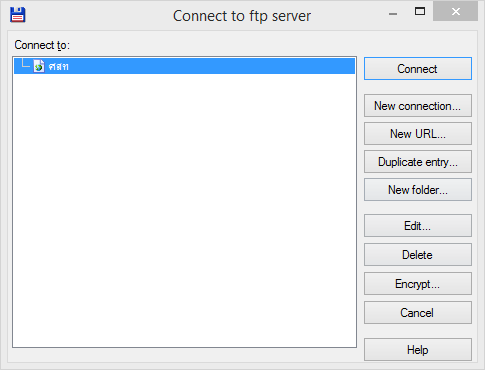 Connect to ftp server
Connect to:
ศสท
Connect
New connection...
New URL...
Duplicate entry...
New folder...
Edit...
Delete
Encrypt...
Cancel
Help